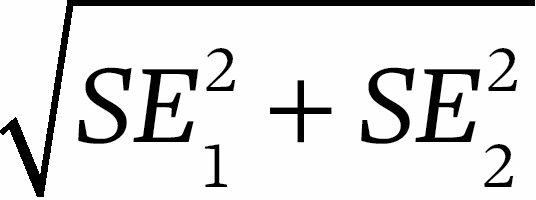 √SE₁² + SE₂²